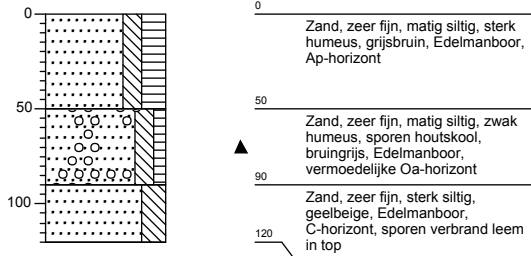 0
50
100
0
Zand, zeer fijn, matig siltig, sterk
humeus, grijsbruin, Edelmanboor,
Ap-horizont
50
Zand, zeer fijn, matig siltig, zwak
humeus, sporen houtskool,
bruingrijs, Edelmanboor,
vermoedelijke Oa-horizont
90
Zand, zeer fijn, sterk siltig,
geelbeige, Edelmanboor,
C-horizont, sporen verbrand leem
in top
120